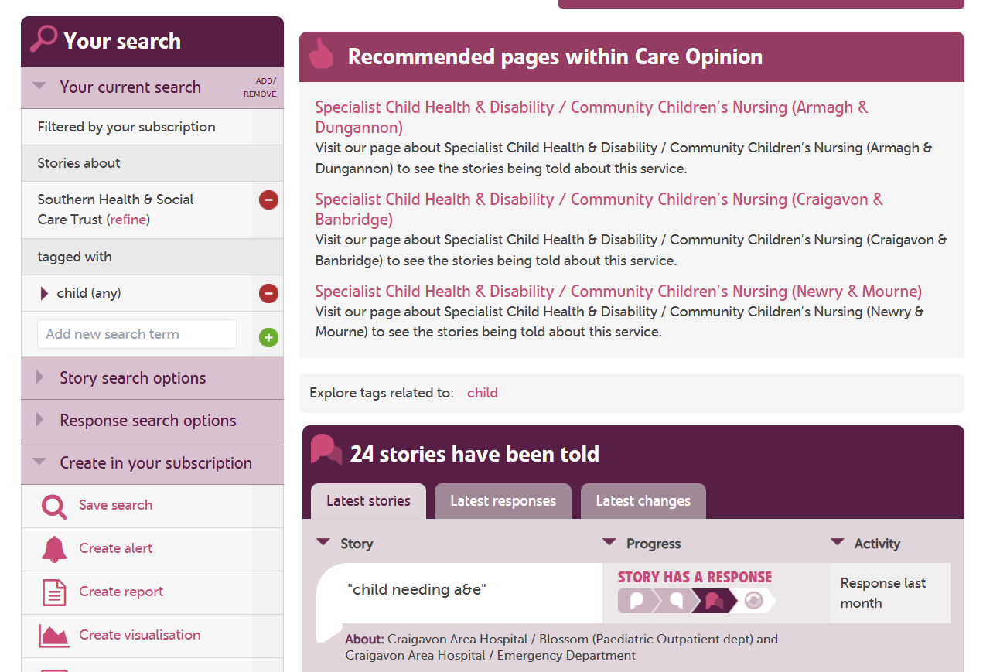 Your search
Your current search
ADD/
REMOVE
Filtered by your subscription
Stories about
Southern Health & Social
Care Trust (refine)
tagged with
child (any)
Add new search term
Story search options
Response search options
Create in your subscription
Save search
Create alert
Create report
Create visualisation
Recommended pages within Care Opinion
Specialist Child Health & Disability / Community Children's Nursing (Armagh &
Dungannon)
Visit our page about Specialist Child Health & Disability / Community Children's Nursing (Armagh &
Dungannon) to see the stories being told about this service.
Specialist Child Health & Disability / Community Children's Nursing (Craigavon &
Banbridge)
Visit our page about Specialist Child Health & Disability / Community Children's Nursing (Craigavon &
Banbridge) to see the stories being told about this service.
Specialist Child Health & Disability / Community Children's Nursing (Newry & Mourne)
Visit our page about Specialist Child Health & Disability / Community Children's Nursing (Newry &
Mourne) to see the stories being told about this service.
Explore tags related to: child
24 stories have been told
Latest stories
Latest responses
Latest changes
Story
Progress
Activity
"child needing a&e"
STORY HAS A RESPONSE
Response last
month
About: Craigavon Area Hospital / Blossom (Paediatric Outpatient dept) and
Craigavon Area Hospital / Emergency Department